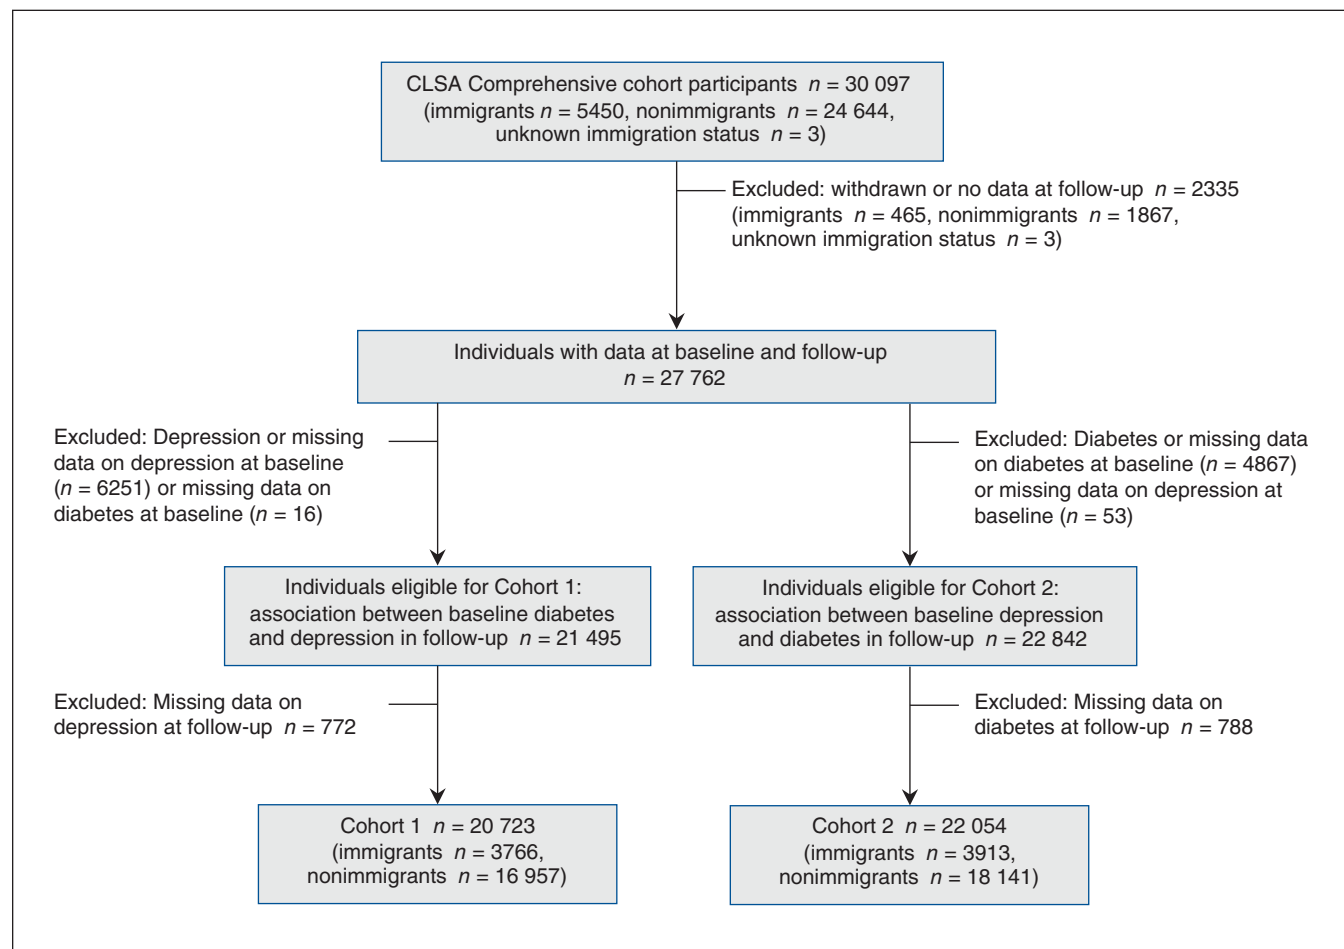 CLSA Comprehensive cohort participants n = 30 097
(immigrants n = 5450, nonimmigrants n = 24 644,
unknown immigration status n = 3)
Excluded: withdrawn or no data at follow-up n = 2335
(immigrants n = 465, nonimmigrants n = 1867,
unknown immigration status n = 3)
Individuals with data at baseline and follow-up
n = 27 762
Excluded: Depression or missing
data on depression at baseline
(n = 6251) or missing data on
diabetes at baseline (n = 16)
Excluded: Diabetes or missing data
on diabetes at baseline (n = 4867)
or missing data on depression at
baseline (n = 53)
Individuals eligible for Cohort 1:
association between baseline diabetes
and depression in follow-up n = 21 495
Individuals eligible for Cohort 2:
association between baseline depression
and diabetes in follow-up n = 22 842
Excluded: Missing data on
depression at follow-up n = 772
Excluded: Missing data on
diabetes at follow-up n = 788
Cohort 1 n = 20 723
(immigrants n = 3766,
nonimmigrants n = 16 957)
Cohort 2 n = 22 054
(immigrants n = 3913,
nonimmigrants n = 18 141)